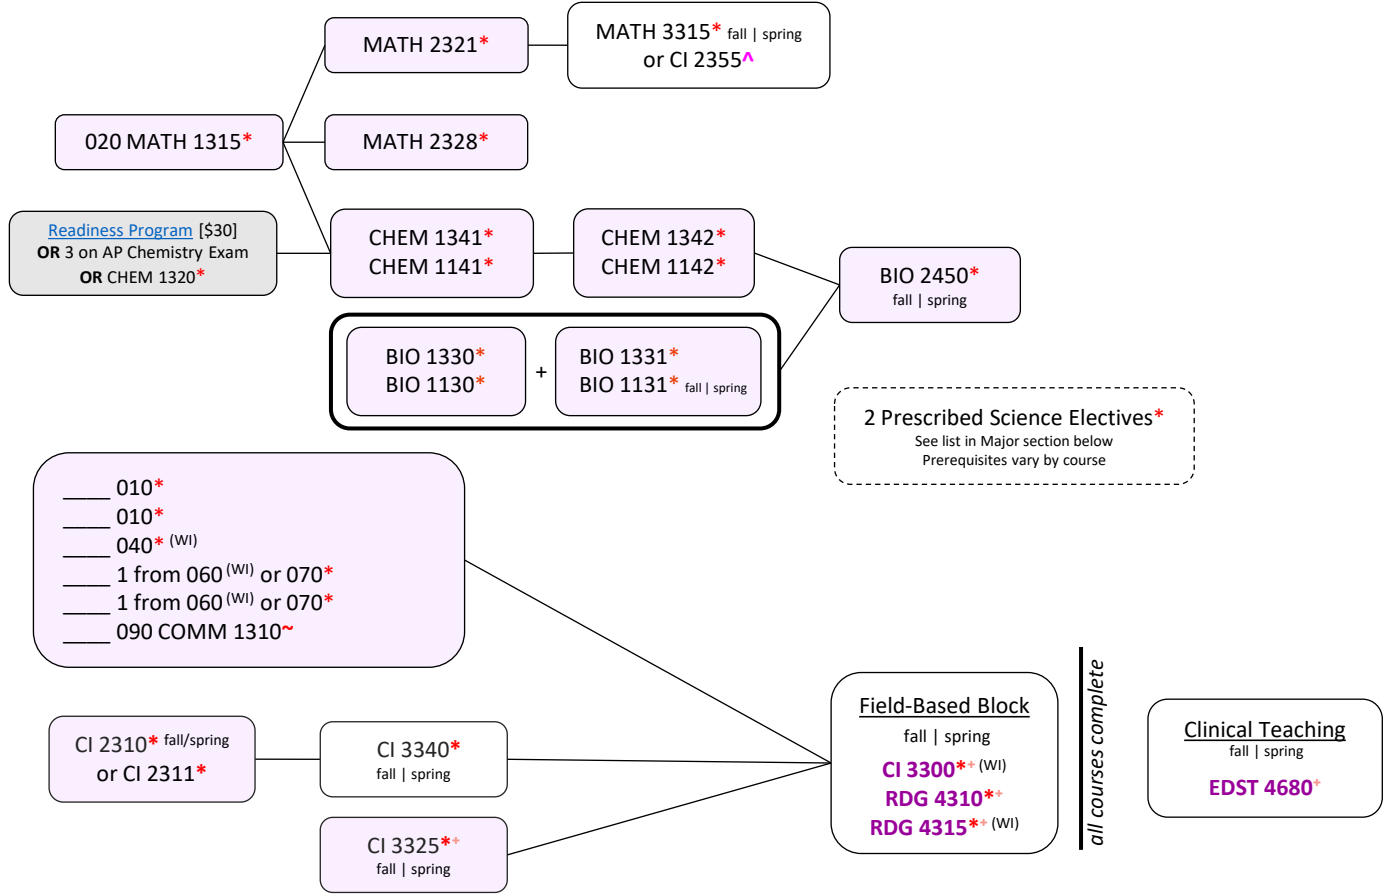 MATH 2321*
MATH 3315* fall | spring
or CI 2355^
020 MATH 1315*
MATH 2328*
Readiness Program [$30]
OR 3 on AP Chemistry Exam
OR CHEM 1320*
CHEM 1341*
CHEM 1141*
CHEM 1342*
CHEM 1142*
BIO 2450*
fall | spring
BIO 1330*
BIO 1130*
+
BIO 1331*
BIO 1131* fall | spring
2 Prescribed Science Electives*
See list in Major section below
Prerequisites vary by course
____ 010*
____ 010*
____ 040* (WI)
____ 1 from 060 (WI) or 070*
____ 1 from 060 (WI) or 070*
____ 090 COMM 1310~
CI 2310* fall/spring
or CI 2311*
CI 3340*
fall | spring
CI 3325*+
fall | spring
Field-Based Block
fall | spring
CI 3300*+ (WI)
RDG 4310*+
RDG 4315*+ (WI)
all courses complete
Clinical Teaching
fall | spring
EDST 4680+